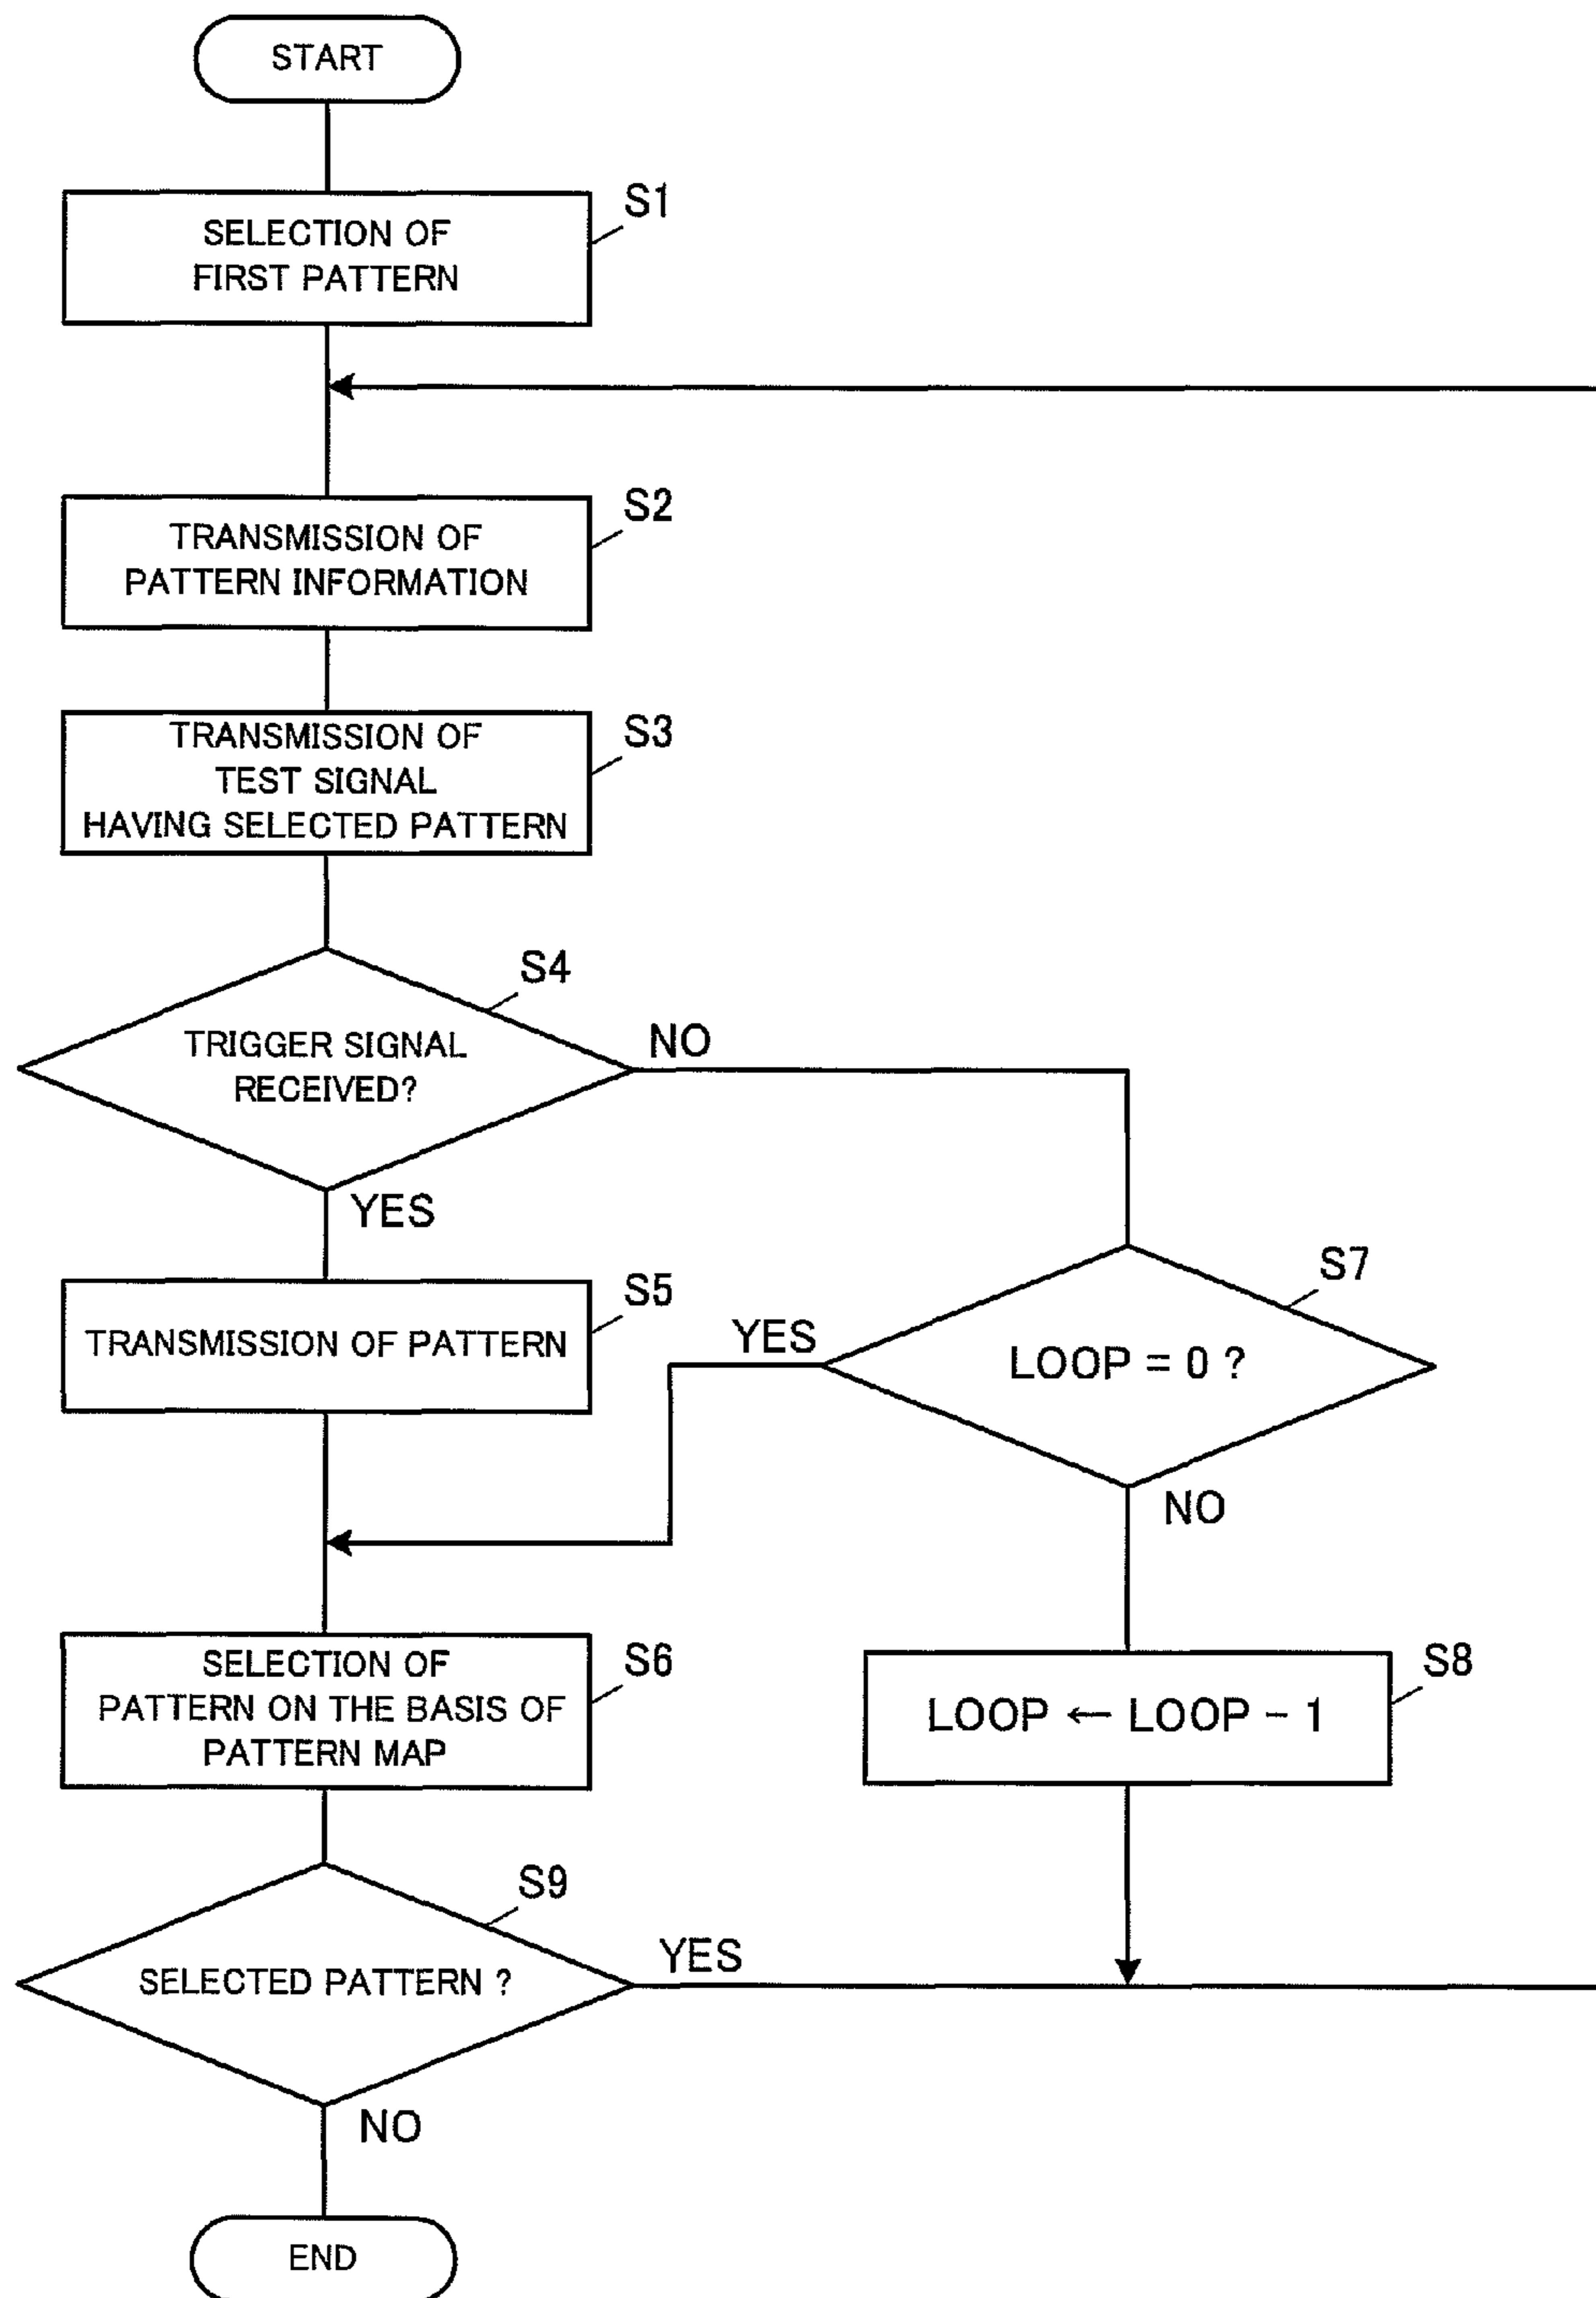 START
S1
SELECTION OF
FIRST PATTERN
S2
TRANSMISSION OF
PATTERN INFORMATION
S3
TRANSMISSION OF
TEST SIGNAL
HAVING SELECTED PATTERN
S4
TRIGGER SIGNAL
RECEIVED?
NO
YES
S5
TRANSMISSION OF PATTERN
S7
LOOP = 0 ?
YES
NO
S6
SELECTION OF
PATTERN ON THE BASIS OF
PATTERN MAP
S8
LOOP ← LOOP − 1
S9
SELECTED PATTERN ?
YES
NO
END